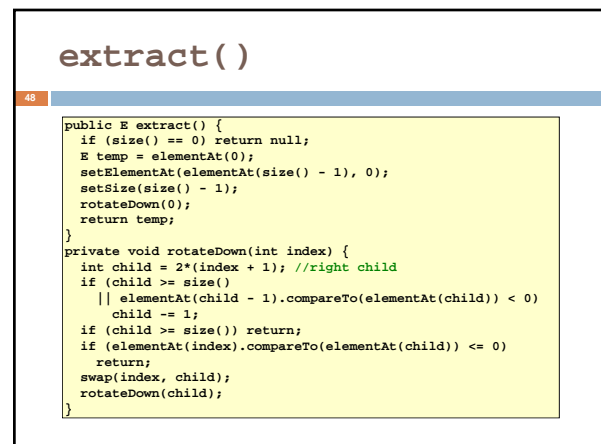 extract()
48
public E extract() {
  if (size() == 0) return null;
  E temp = elementAt(0);
  setElementAt(elementAt(size() - 1), 0);
  setSize(size() - 1);
  rotateDown(0);
  return temp;
}
private void rotateDown(int index) {
  int child = 2*(index + 1); //right child
  if (child >= size()
    || elementAt(child - 1).compareTo(elementAt(child)) < 0)
      child -= 1;
  if (child >= size()) return;
  if (elementAt(index).compareTo(elementAt(child)) <= 0)
    return;
  swap(index, child);
  rotateDown(child);
}